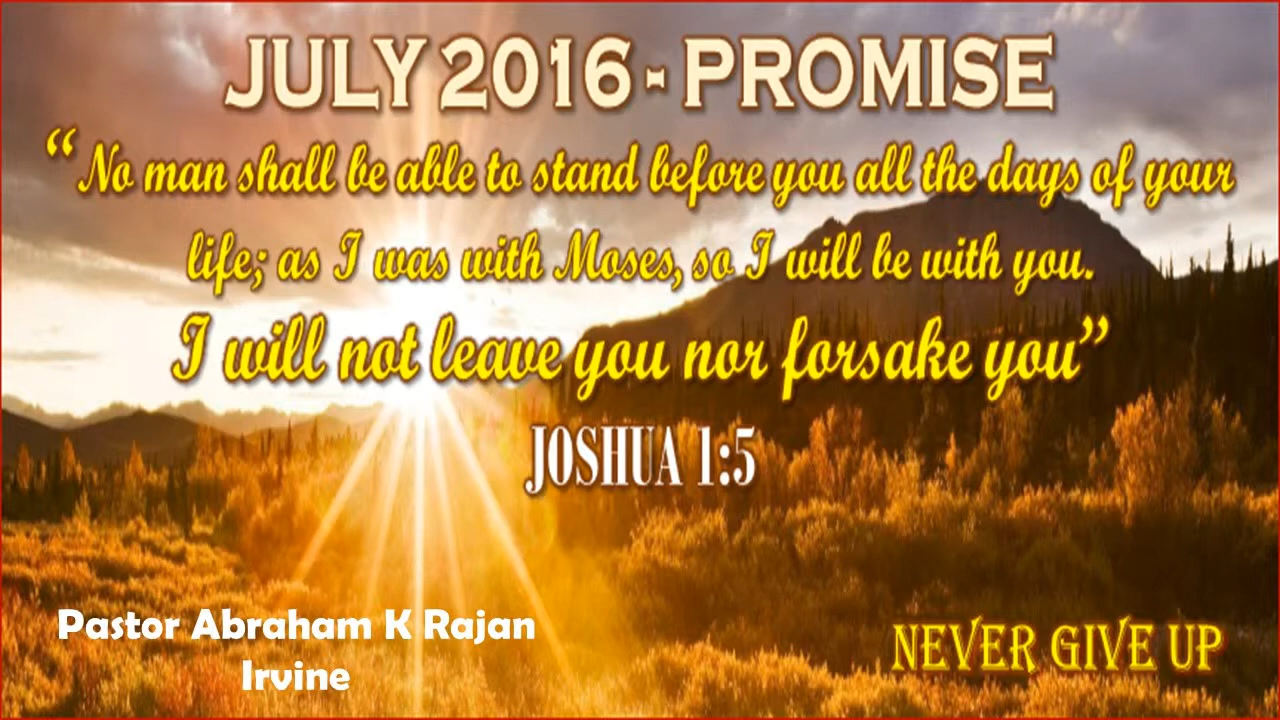 JULY 2016 - PROMISE
“No man shall be able to stand before you all the days of your
life; as I was with Moses, so I will be with you.
I will not leave you nor forsake you”
JOSHUA 1:5
Pastor Abraham K Rajan
Irvine
NEVER GIVE UP